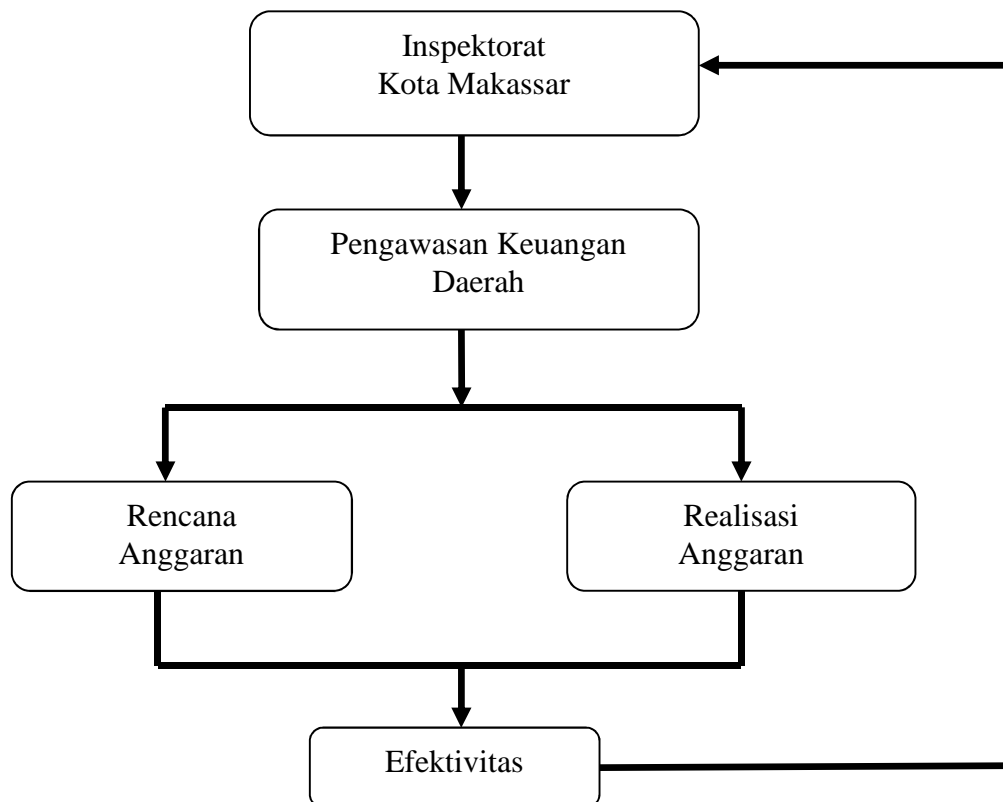 Inspektorat
Kota Makassar
Pengawasan Keuangan
Daerah
Rencana
Anggaran
Realisasi
Anggaran
Efektivitas